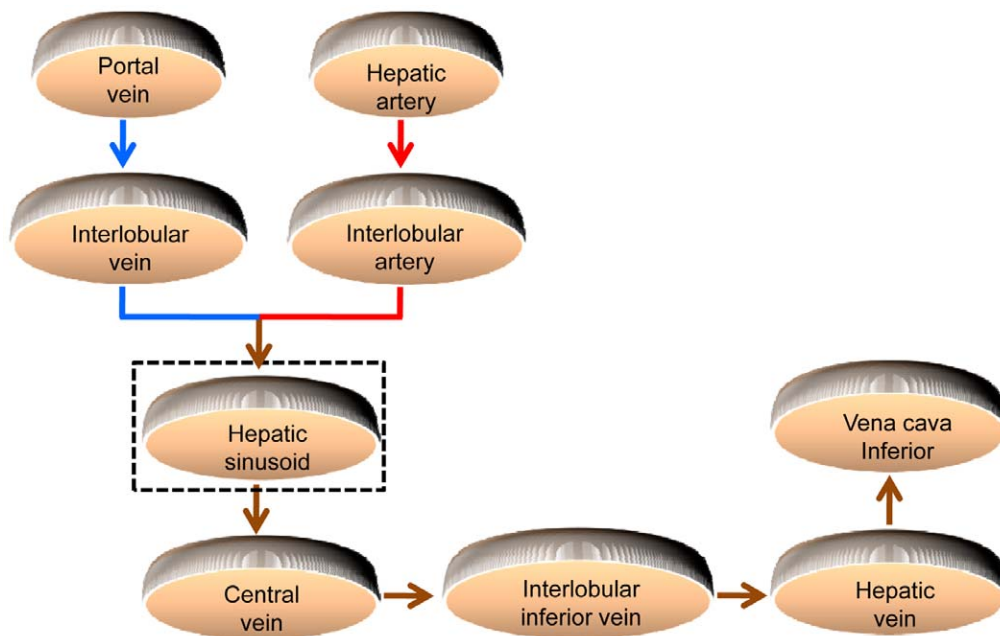 Portal
vein
Hepatic
artery
Interlobular
vein
Interlobular
artery
Hepatic
sinusoid
Vena cava
Inferior
Central
vein
Interlobular
inferior vein
Hepatic
vein